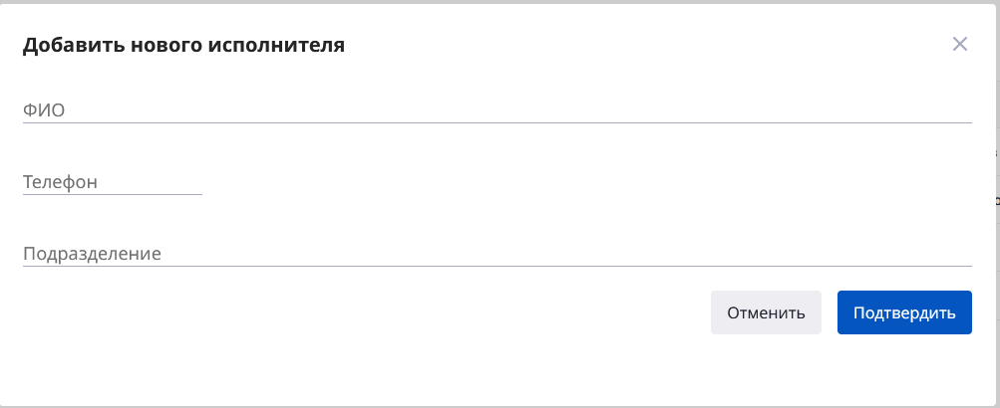 Добавить нового исполнителя
ФИО
Телефон
Подразделение
Отменить
Подтвердить